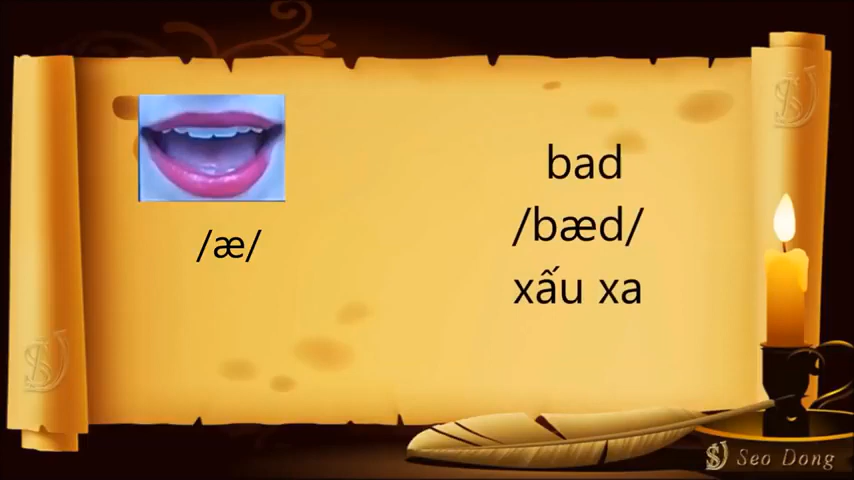 /æ/
bad
/bæd/
xấu xa
Seo Dong